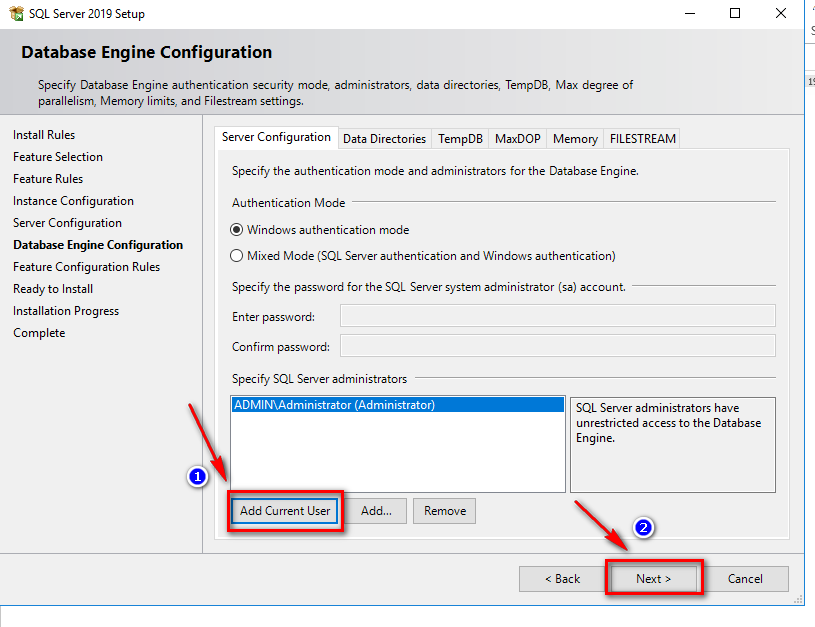 SQL Server 2019 Setup
Database Engine Configuration
Specify Database Engine authentication security mode, administrators, data directories, TempDB, Max degree of
parallelism, Memory limits, and Filestream settings.
Install Rules
Feature Selection
Feature Rules
Instance Configuration
Server Configuration
Database Engine Configuration
Feature Configuration Rules
Ready to Install
Installation Progress
Complete
Server Configuration Data Directories TempDB MaxDOP Memory FILESTREAM
Specify the authentication mode and administrators for the Database Engine.
Authentication Mode
Windows authentication mode
Mixed Mode (SQL Server authentication and Windows authentication)
Specify the password for the SQL Server system administrator (sa) account.
Enter password:
Confirm password:
Specify SQL Server administrators
ADMIN\Administrator (Administrator)
SQL Server administrators have
unrestricted access to the Database
Engine.
1
Add Current User Add... Remove
2
< Back Next > Cancel